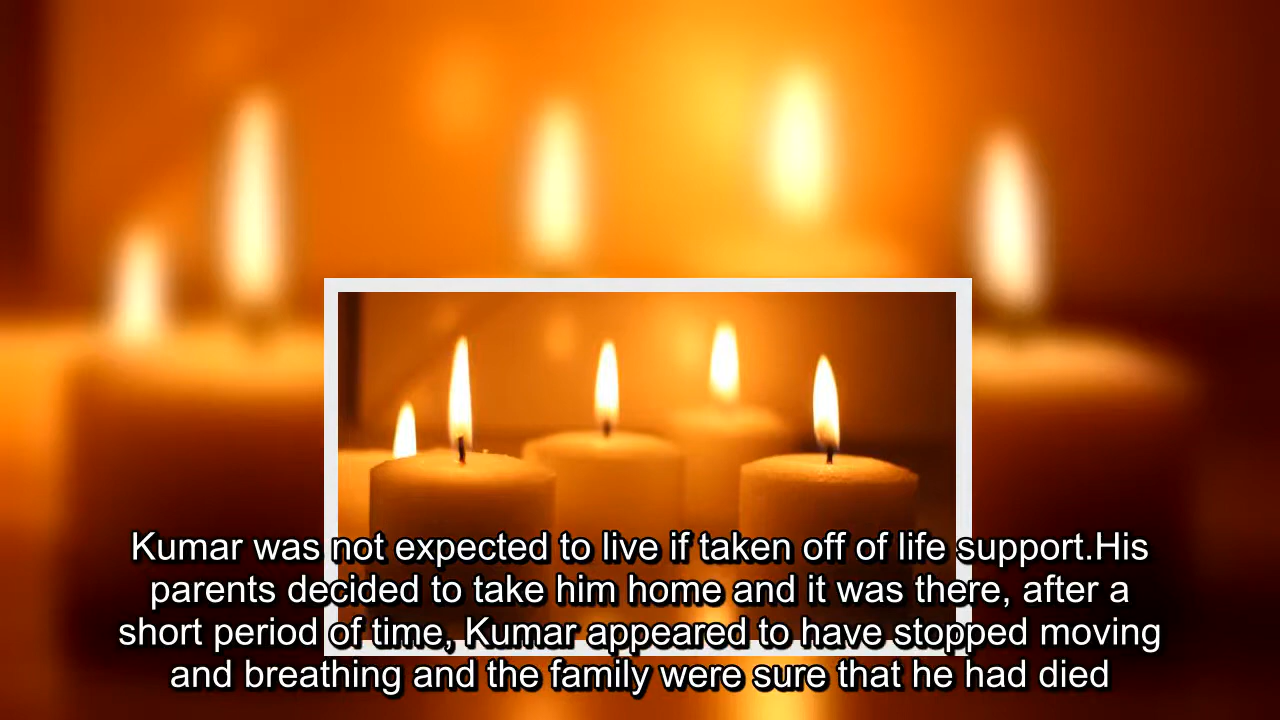 Kumar was not expected to live if taken off of life support.His
parents decided to take him home and it was there, after a
short period of time, Kumar appeared to have stopped moving
and breathing and the family were sure that he had died